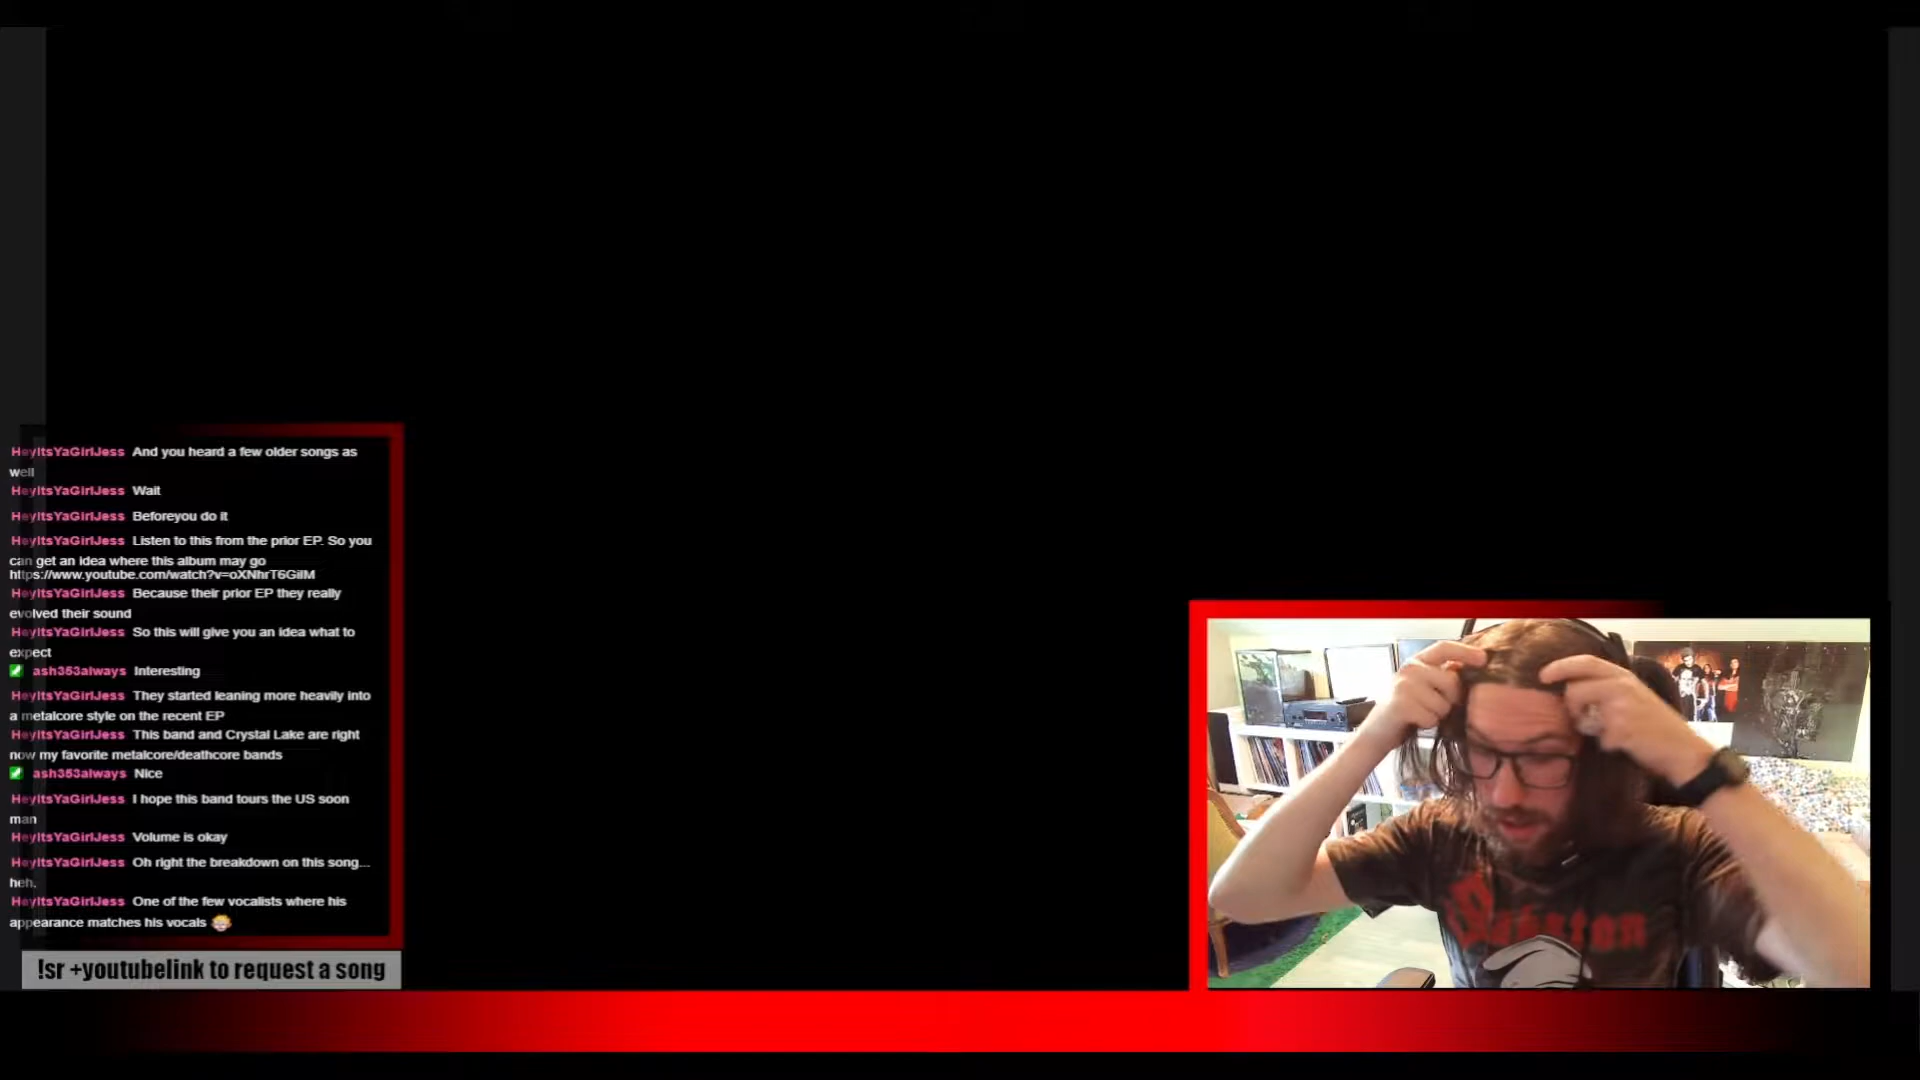 HeyItsYaGirlJess And you heard a few older songs as
well
HeyItsYaGirlJess Wait
HeyItsYaGirlJess Beforeyou do it
HeyItsYaGirlJess Listen to this from the prior EP. So you
can get an idea where this album may go
https://www.youtube.com/watch?v=oXNhrT6GilM
HeyItsYaGirlJess Because their prior EP they really
evolved their sound
HeyItsYaGirlJess So this will give you an idea what to
expect
ash353always Interesting
HeyItsYaGirlJess They started leaning more heavily into
a metalcore style on the recent EP
HeyItsYaGirlJess This band and Crystal Lake are right
now my favorite metalcore/deathcore bands
ash353always Nice
HeyItsYaGirlJess I hope this band tours the US soon
man
HeyItsYaGirlJess Volume is okay
HeyItsYaGirlJess Oh right the breakdown on this song...
heh.
HeyItsYaGirlJess One of the few vocalists where his
appearance matches his vocals
!sr +youtubelink to request a song
Sabaton